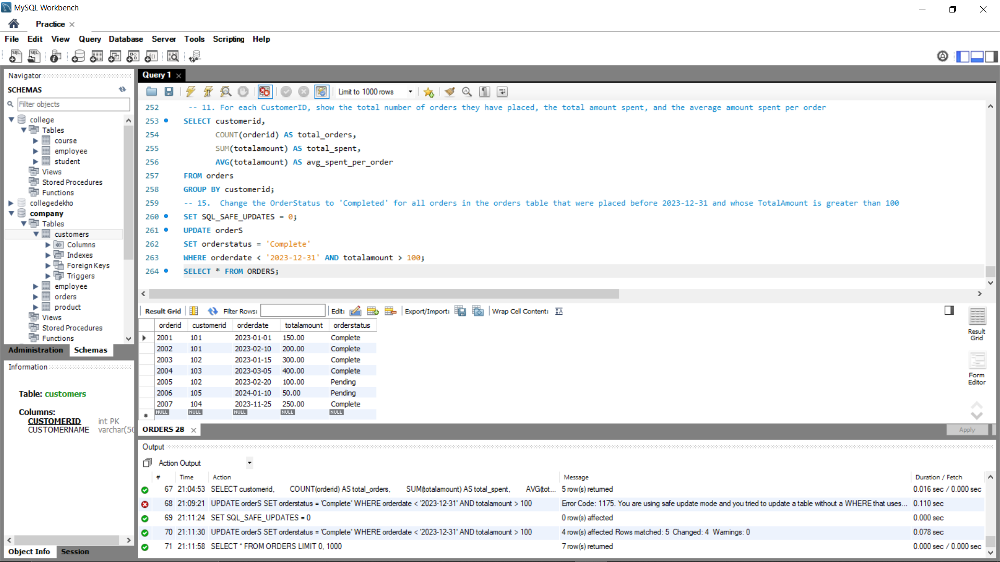 MySQL Workbench
Practice
File Edit View Query Database Server Tools Scripting Help
Navigator
SCHEMAS
Filter objects
college
Tables
course
employee
student
Views
Stored Procedures
Functions
collegedekho
company
Tables
customers
Columns
Indexes
Foreign Keys
Triggers
employee
orders
product
Views
Stored Procedures
Functions
Administration Schemas
Information
Table: customers
Columns:
CUSTOMERID int PK
CUSTOMERNAME varchar(50
Object Info Session
Query 1
Limit to 1000 rows
252 -- 11. For each CustomerID, show the total number of orders they have placed, the total amount spent, and the average amount spent per order
253 SELECT customerid,
254 COUNT(orderid) AS total_orders,
255 SUM(totalamount) AS total_spent,
256 AVG(totalamount) AS avg_spent_per_order
257 FROM orders
258 GROUP BY customerid;
259 -- 15. Change the OrderStatus to 'Completed' for all orders in the orders table that were placed before 2023-12-31 and whose TotalAmount is greater than 100
260 SET SQL_SAFE_UPDATES = 0;
261 UPDATE orderS
262 SET orderstatus = 'Complete'
263 WHERE orderdate < '2023-12-31' AND totalamount > 100;
264 SELECT * FROM ORDERS;
Result Grid Filter Rows: Edit: Export/Import: Wrap Cell Content:
orderid customerid orderdate totalamount orderstatus
2001 101 2023-01-01 150.00 Complete
2002 101 2023-02-10 200.00 Complete
2003 102 2023-01-15 300.00 Complete
2004 103 2023-03-05 400.00 Complete
2005 102 2023-02-20 100.00 Pending
2006 105 2024-01-10 50.00 Pending
2007 104 2023-11-25 250.00 Complete
NULL NULL NULL NULL NULL
Result
Grid
Form
Editor
ORDERS 28
Apply
Output
Action Output
# Time Action Message Duration / Fetch
67 21:04:53 SELECT customerid, COUNT(orderid) AS total_orders, SUM(totalamount) AS total_spent, AVG(tot... 5 row(s) returned 0.016 sec / 0.000 sec
68 21:09:21 UPDATE orderS SET orderstatus = 'Complete' WHERE orderdate < '2023-12-31' AND totalamount > 100 Error Code: 1175. You are using safe update mode and you tried to update a table without a WHERE that uses... 0.110 sec
69 21:11:24 SET SQL_SAFE_UPDATES = 0 0 row(s) affected 0.000 sec
70 21:11:30 UPDATE orderS SET orderstatus = 'Complete' WHERE orderdate < '2023-12-31' AND totalamount > 100 4 row(s) affected Rows matched: 5 Changed: 4 Warnings: 0 0.078 sec
71 21:11:58 SELECT * FROM ORDERS LIMIT 0, 1000 7 row(s) returned 0.000 sec / 0.000 sec